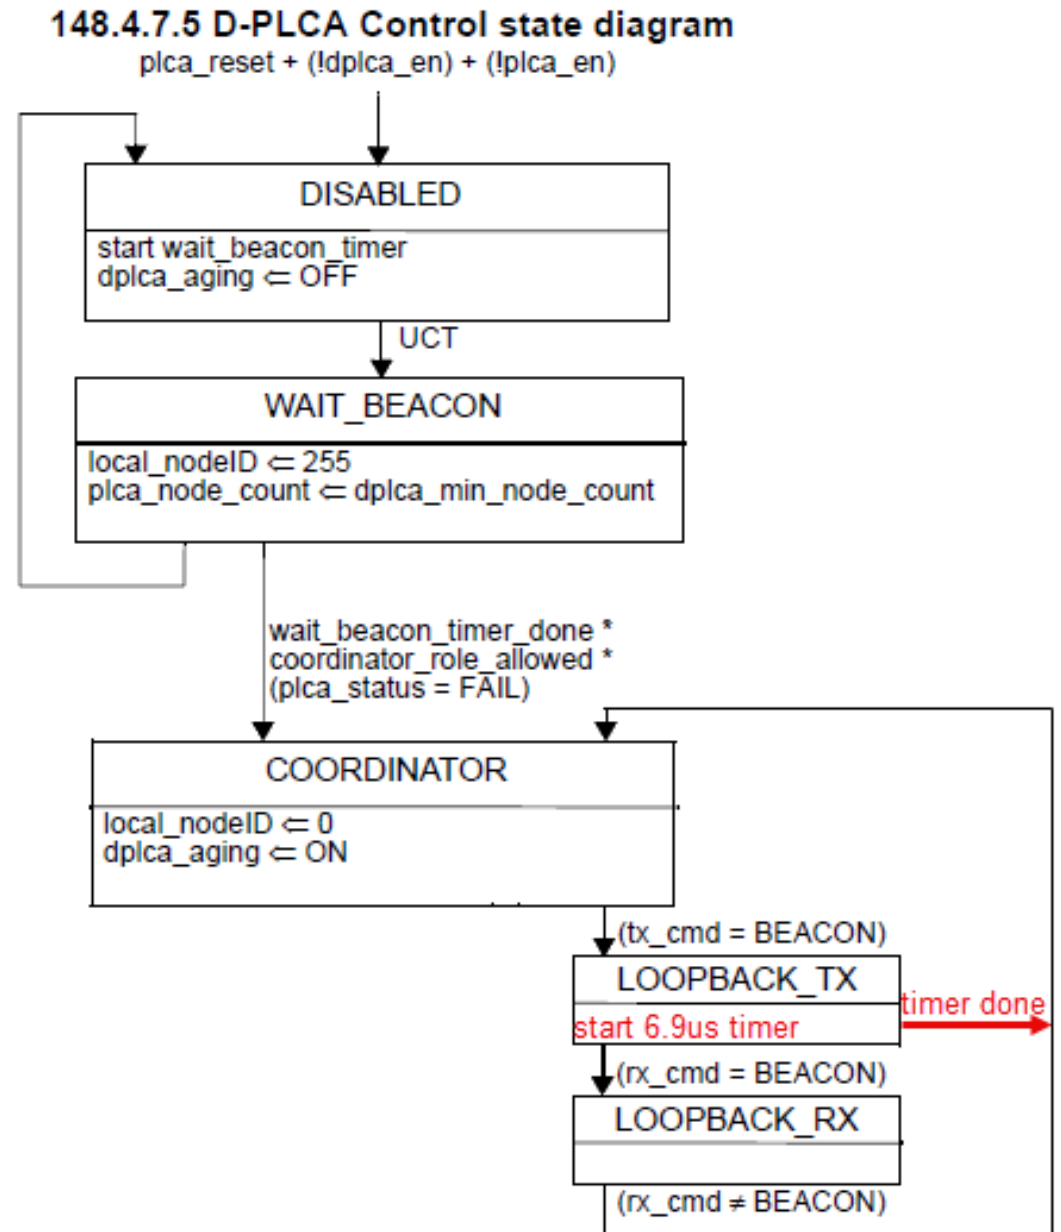 148.4.7.5 D-PLCA Control state diagram
plca_reset + (!dplca_en) + (!plca_en)
DISABLED
start wait_beacon_timer
dplca_aging ⇐ OFF
UCT
WAIT_BEACON
local_nodeID ⇐ 255
plca_node_count ⇐ dplca_min_node_count
wait_beacon_timer_done *
coordinator_role_allowed *
(plca_status = FAIL)
COORDINATOR
local_nodeID ⇐ 0
dplca_aging ⇐ ON
(tx_cmd = BEACON)
LOOPBACK_TX
timer done
start 6.9us timer
(rx_cmd = BEACON)
LOOPBACK_RX
(rx_cmd ≠ BEACON)